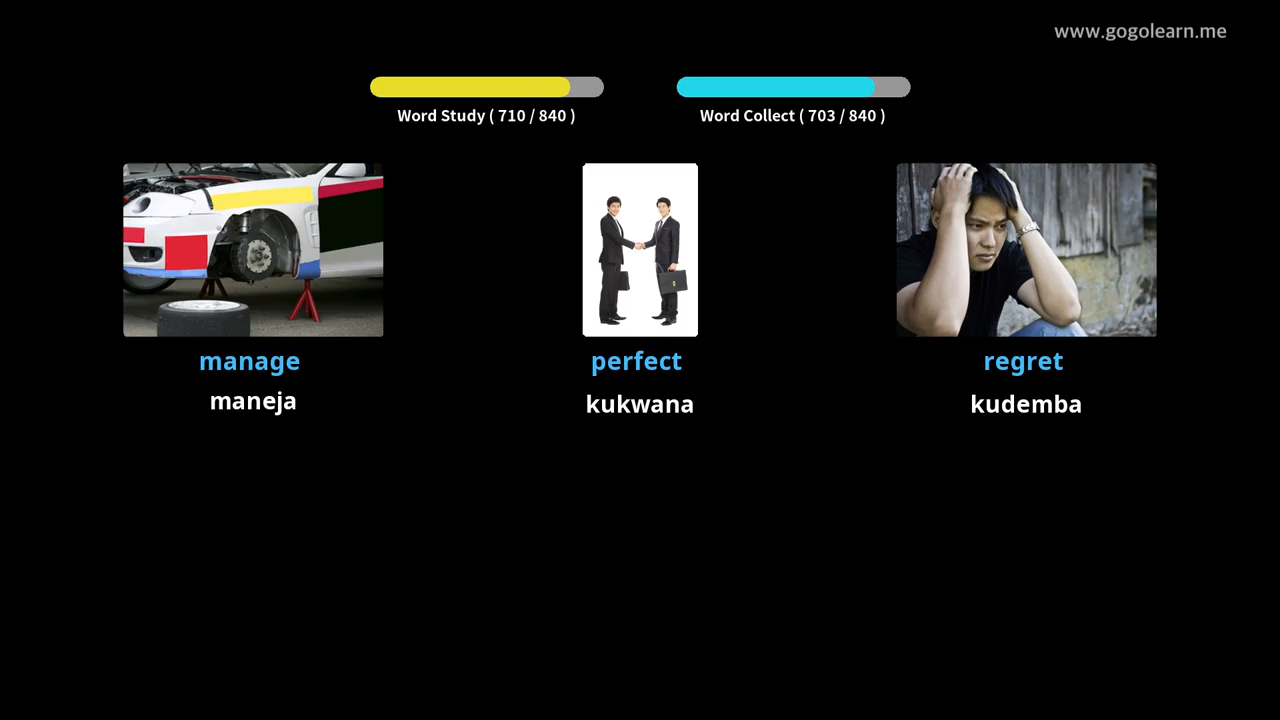 www.gogolearn.me
Word Study ( 710 / 840 )
Word Collect ( 703 / 840 )
manage
maneja
perfect
kukwana
regret
kudemba